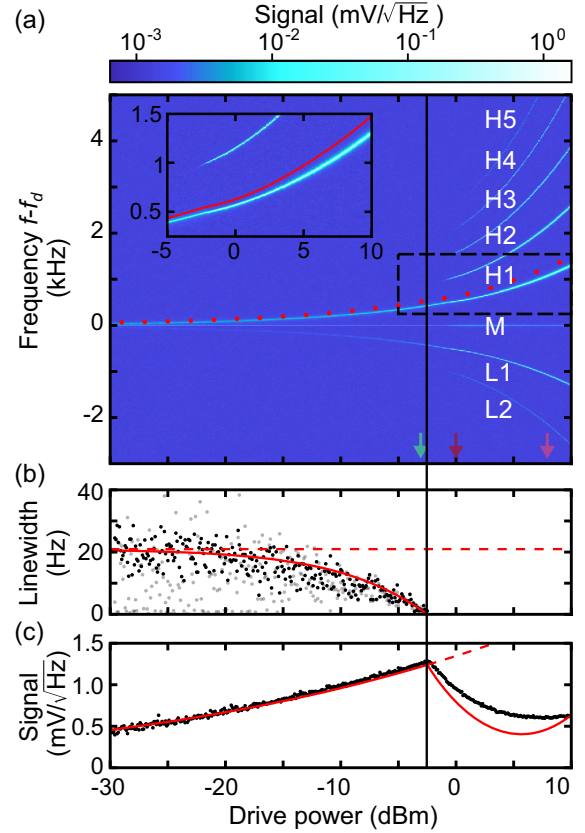 (a)
Signal (mV/√Hz)
10⁻³ 10⁻² 10⁻¹ 10⁰
Frequency f-f_d
(kHz)
4
2
0
-2
1.5
1
0.5
-5 0 5 10
H5
H4
H3
H2
H1
M
L1
L2
(b)
Linewidth
(Hz)
40
20
0
(c)
Signal
(mV/√Hz)
1.5
1.0
0.5
0
-30 -20 -10 0 10
Drive power (dBm)